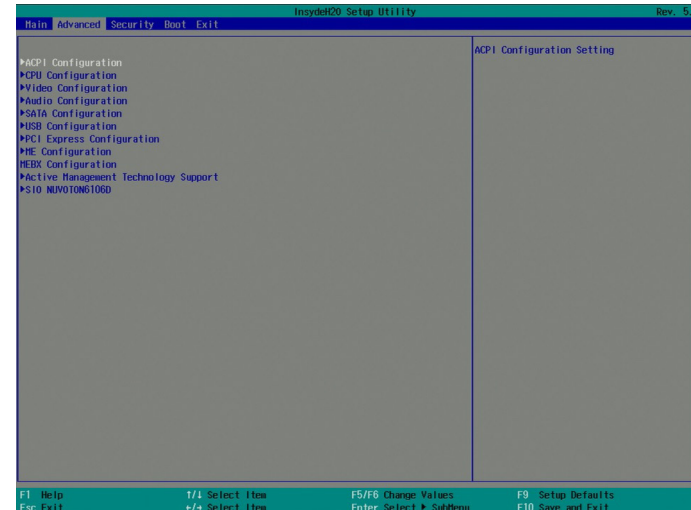 InsydeH20 Setup Utility Rev. 5.
Main Advanced Security Boot Exit
ACPI Configuration Setting
▶ACPI Configuration
▶CPU Configuration
▶Video Configuration
▶Audio Configuration
▶SATA Configuration
▶USB Configuration
▶PCI Express Configuration
▶ME Configuration
MEBX Configuration
▶Active Management Technology Support
▶SIO NUVOTON6106D
F1 Help ↑/↓ Select Item F5/F6 Change Values F9 Setup Defaults
Esc Exit ←/→ Select Item Enter Select ▶ SubMenu F10 Save and Exit